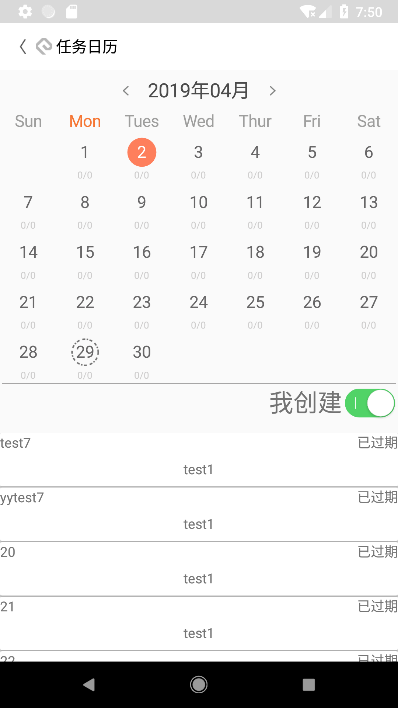 7:50
任务日历
2019年04月
Sun Mon Tues Wed Thur Fri Sat
1 2 3 4 5 6
0/0 0/0 0/0 0/0 0/0 0/0
7 8 9 10 11 12 13
0/0 0/0 0/0 0/0 0/0 0/0 0/0
14 15 16 17 18 19 20
0/0 0/0 0/0 0/0 0/0 0/0 0/0
21 22 23 24 25 26 27
0/0 0/0 0/0 0/0 0/0 0/0 0/0
28 29 30
0/0 0/0 0/0
我创建
test7 已过期
test1
yytest7 已过期
test1
20 已过期
test1
21 已过期
test1
22 已过期